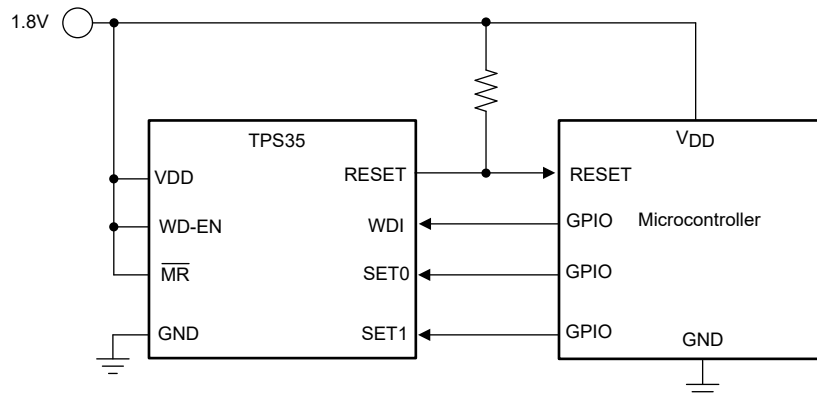 1.8V
TPS35
VDD
RESET
VDD
RESET
WD-EN
WDI
GPIO
Microcontroller
MR
SET0
GPIO
GND
SET1
GPIO
GND